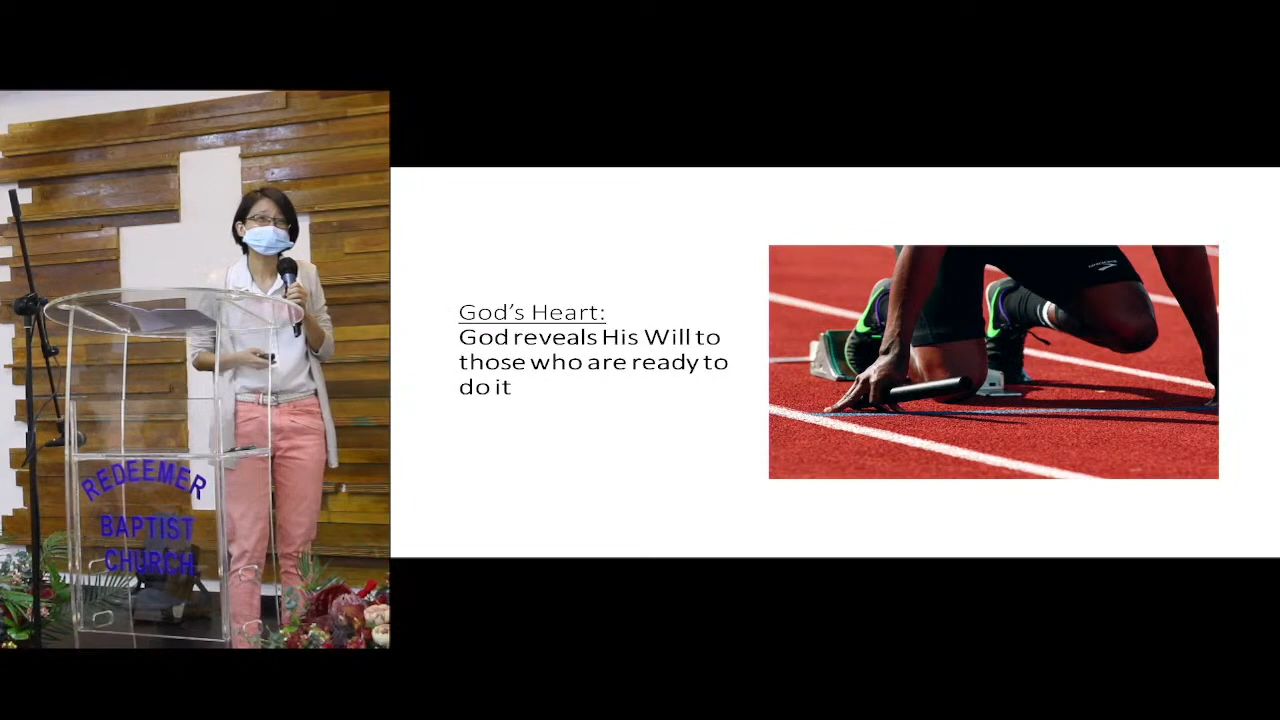 REDEEMER
BAPTIST
CHURCH
God's Heart:
God reveals His Will to
those who are ready to
do it